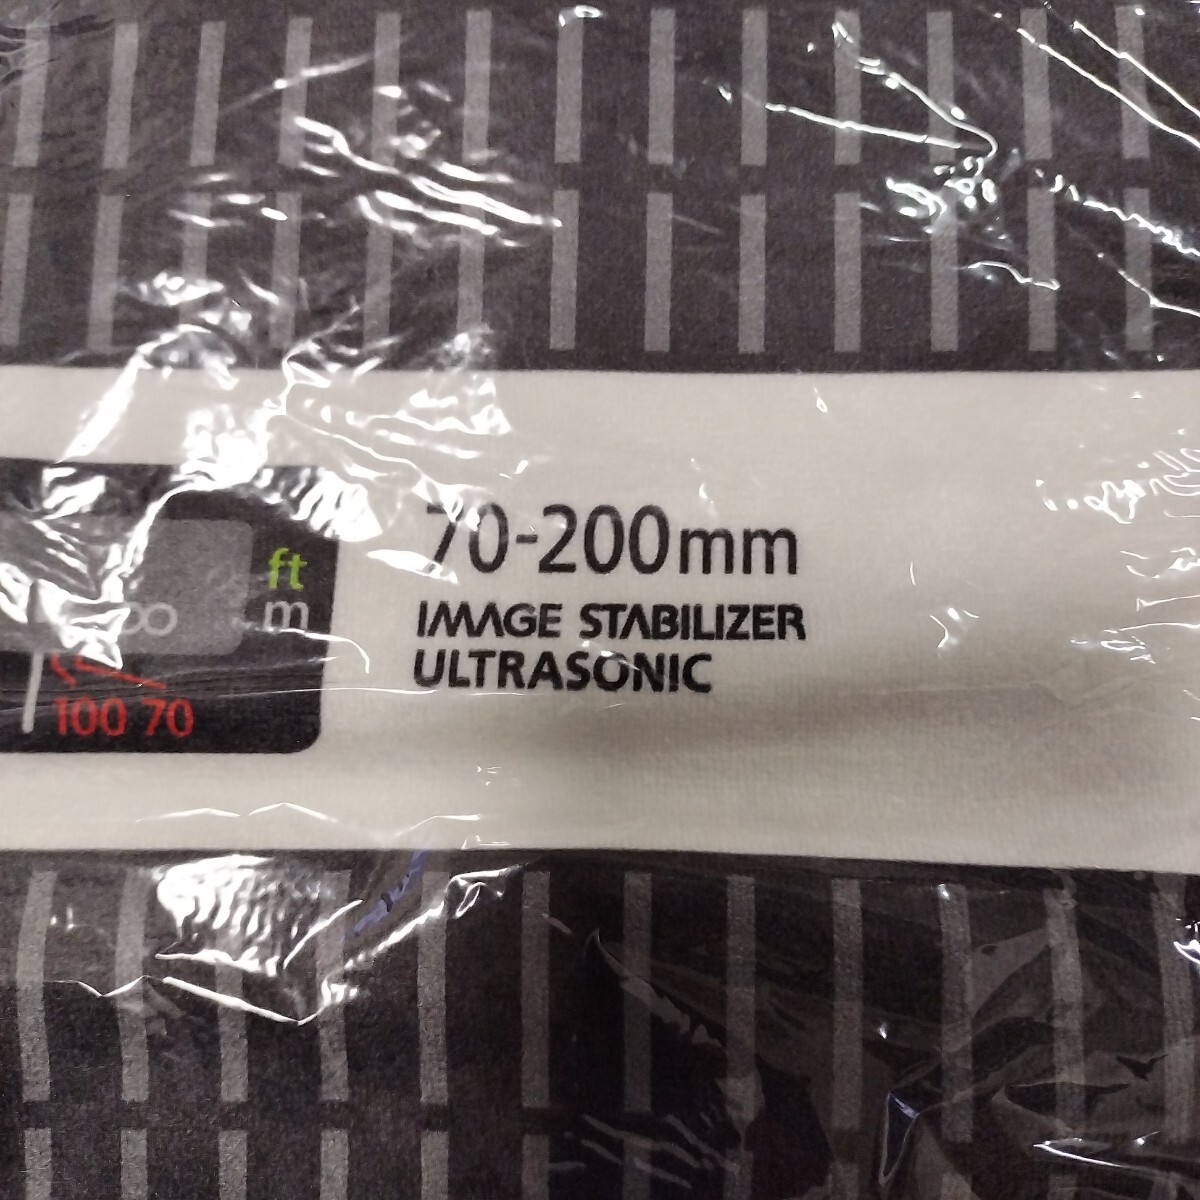 70-200mm
IMAGE STABILIZER
ULTRASONIC
ft
∞ m
100 70